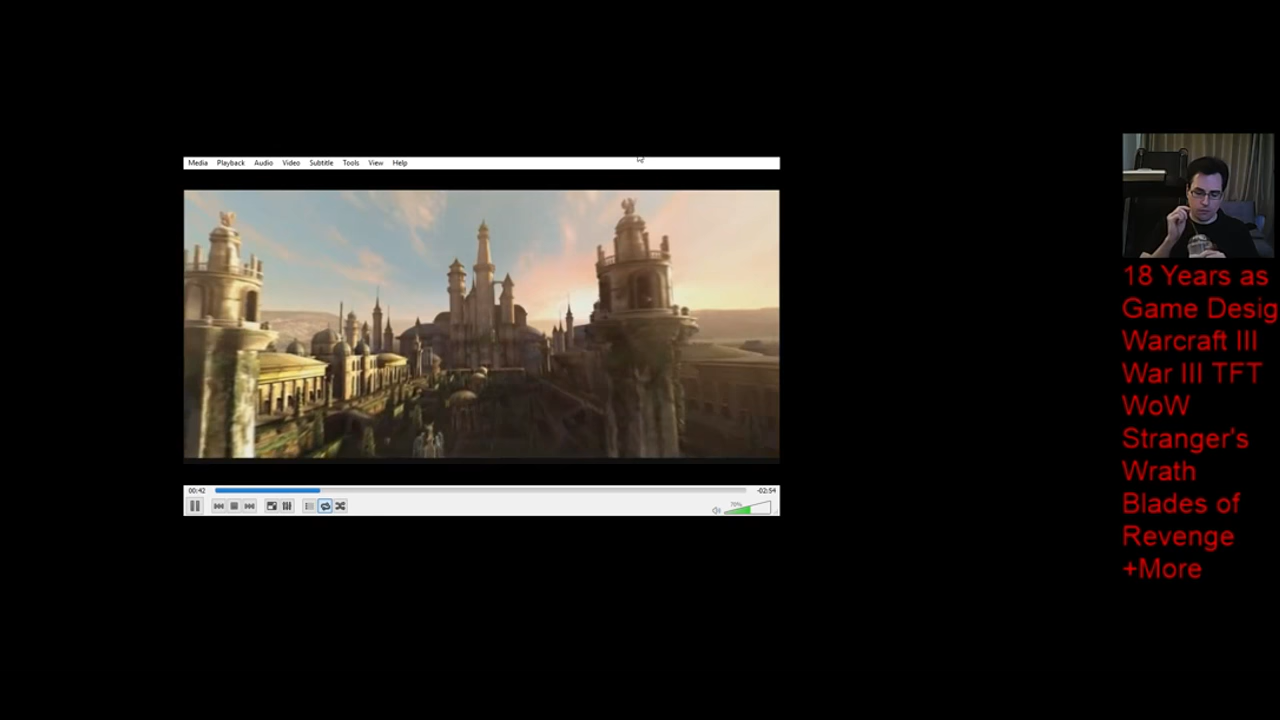 Media Playback Audio Video Subtitle Tools View Help
00:42 -02:54
70%
18 Years as
Game Desig
Warcraft III
War III TFT
WoW
Stranger's
Wrath
Blades of
Revenge
+More